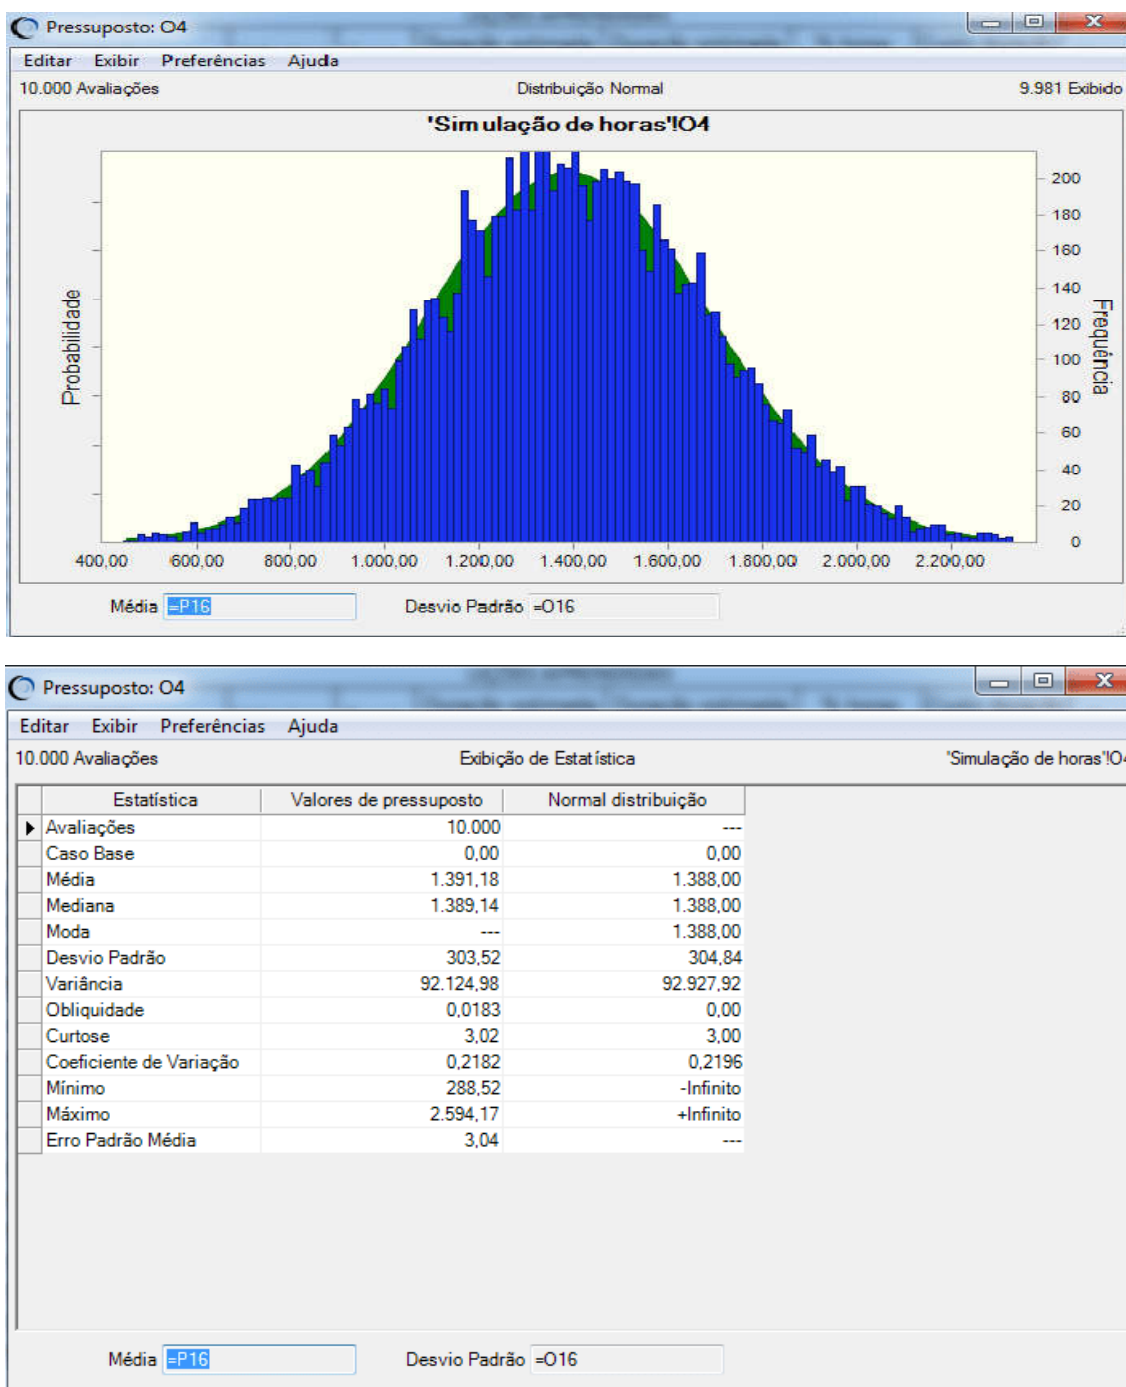 Pressuposto: O4
Editar Exibir Preferências Ajuda
10.000 Avaliações Distribuição Normal 9.981 Exibido
'Simulação de horas'!O4
Probabilidade
Frequência
200
180
160
140
120
100
80
60
40
20
0
400,00 600,00 800,00 1.000,00 1.200,00 1.400,00 1.600,00 1.800,00 2.000,00 2.200,00
Média =P16 Desvio Padrão =O16
Pressuposto: O4
Editar Exibir Preferências Ajuda
10.000 Avaliações Exibição de Estatística 'Simulação de horas'!O4
Estatística Valores de pressuposto Normal distribuição
Avaliações 10.000 ---
Caso Base 0,00 0,00
Média 1.391,18 1.388,00
Mediana 1.389,14 1.388,00
Moda --- 1.388,00
Desvio Padrão 303,52 304,84
Variância 92.124,98 92.927,92
Obliquidade 0,0183 0,00
Curtose 3,02 3,00
Coeficiente de Variação 0,2182 0,2196
Mínimo 288,52 -Infinito
Máximo 2.594,17 +Infinito
Erro Padrão Média 3,04 ---
Média =P16 Desvio Padrão =O16